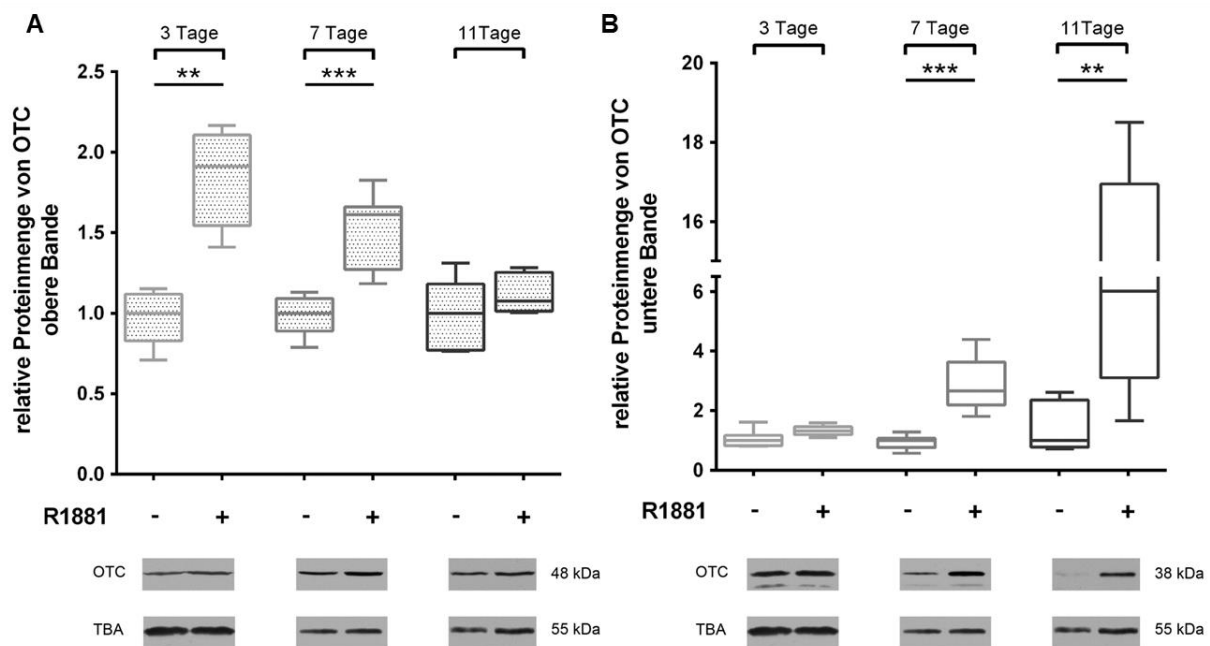 A
3 Tage
7 Tage
11Tage
**
***
relative Proteinmenge von OTC
obere Bande
2.5
2.0
1.5
1.0
0.5
0.0
R1881
- + - + - +
OTC
48 kDa
TBA
55 kDa
B
3 Tage
7 Tage
11Tage
***
**
relative Proteinmenge von OTC
untere Bande
20
18
16
6
4
2
0
- + - + - +
OTC
38 kDa
TBA
55 kDa